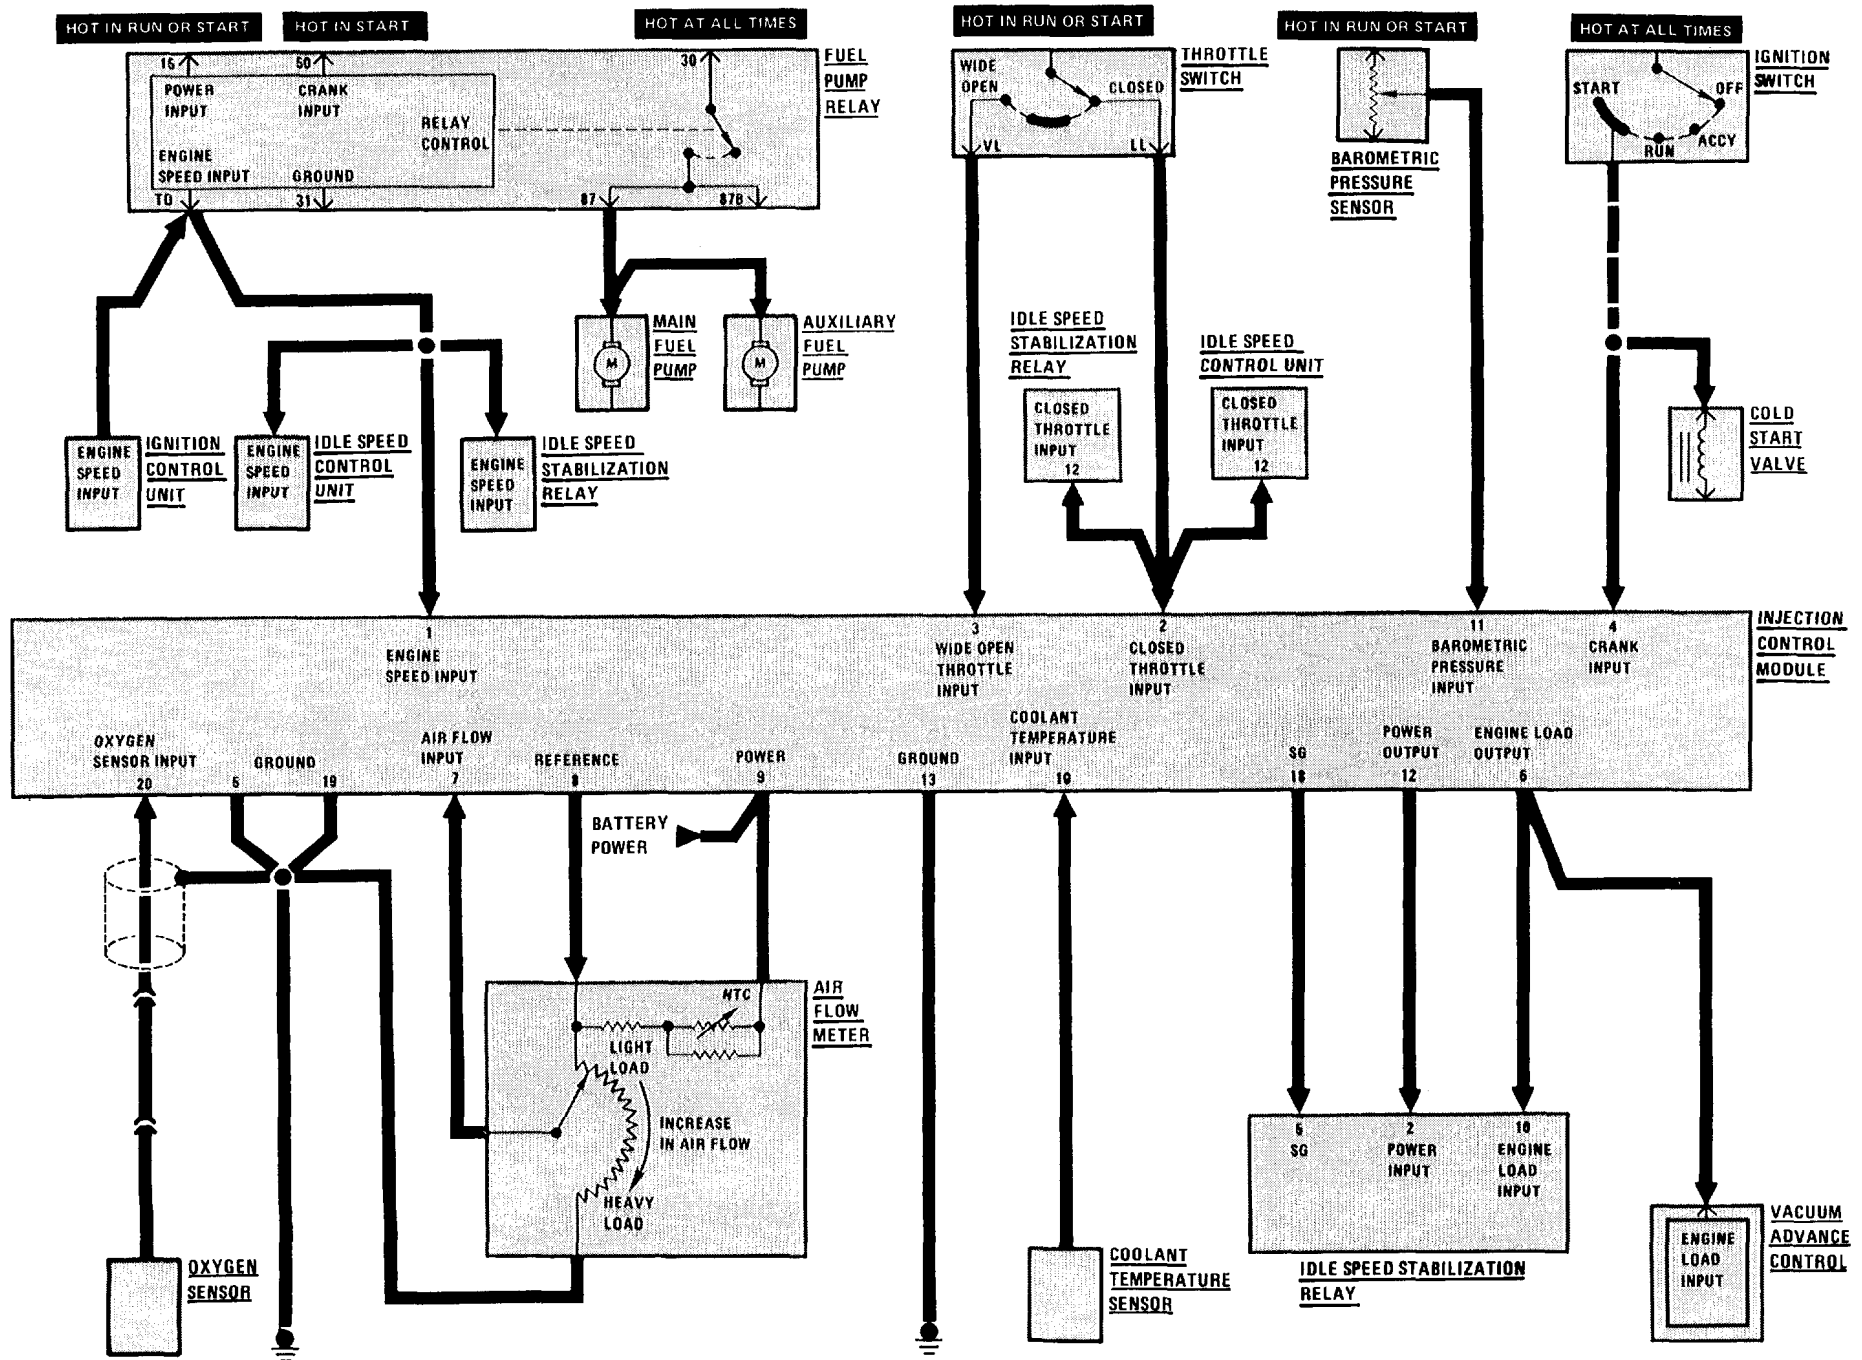 HOT IN RUN OR START
HOT IN START
HOT AT ALL TIMES
HOT IN RUN OR START
HOT IN RUN OR START
HOT AT ALL TIMES
15
50
30
POWER
INPUT
CRANK
INPUT
RELAY
CONTROL
ENGINE
SPEED INPUT
GROUND
TD
31
87
87B
FUEL
PUMP
RELAY
WIDE
OPEN
CLOSED
VL
LL
THROTTLE
SWITCH
BAROMETRIC
PRESSURE
SENSOR
START
OFF
ACCY
RUN
IGNITION
SWITCH
M
MAIN
FUEL
PUMP
M
AUXILIARY
FUEL
PUMP
IDLE SPEED
STABILIZATION
RELAY
CLOSED
THROTTLE
INPUT
12
IDLE SPEED
CONTROL UNIT
CLOSED
THROTTLE
INPUT
12
COLD
START
VALVE
ENGINE
SPEED
INPUT
IGNITION
CONTROL
UNIT
ENGINE
SPEED
INPUT
IDLE SPEED
CONTROL
UNIT
ENGINE
SPEED
INPUT
IDLE SPEED
STABILIZATION
RELAY
INJECTION
CONTROL
MODULE
1
ENGINE
SPEED INPUT
3
WIDE OPEN
THROTTLE
INPUT
2
CLOSED
THROTTLE
INPUT
11
BAROMETRIC
PRESSURE
INPUT
4
CRANK
INPUT
OXYGEN
SENSOR INPUT
20
GROUND
19
AIR FLOW
INPUT
7
REFERENCE
8
POWER
9
GROUND
13
COOLANT
TEMPERATURE
INPUT
10
SG
18
POWER
OUTPUT
12
ENGINE LOAD
OUTPUT
6
BATTERY
POWER
NTC
LIGHT
LOAD
INCREASE
IN AIR FLOW
HEAVY
LOAD
AIR
FLOW
METER
OXYGEN
SENSOR
COOLANT
TEMPERATURE
SENSOR
SG
2
POWER
INPUT
10
ENGINE
LOAD
INPUT
IDLE SPEED STABILIZATION
RELAY
ENGINE
LOAD
INPUT
VACUUM
ADVANCE
CONTROL